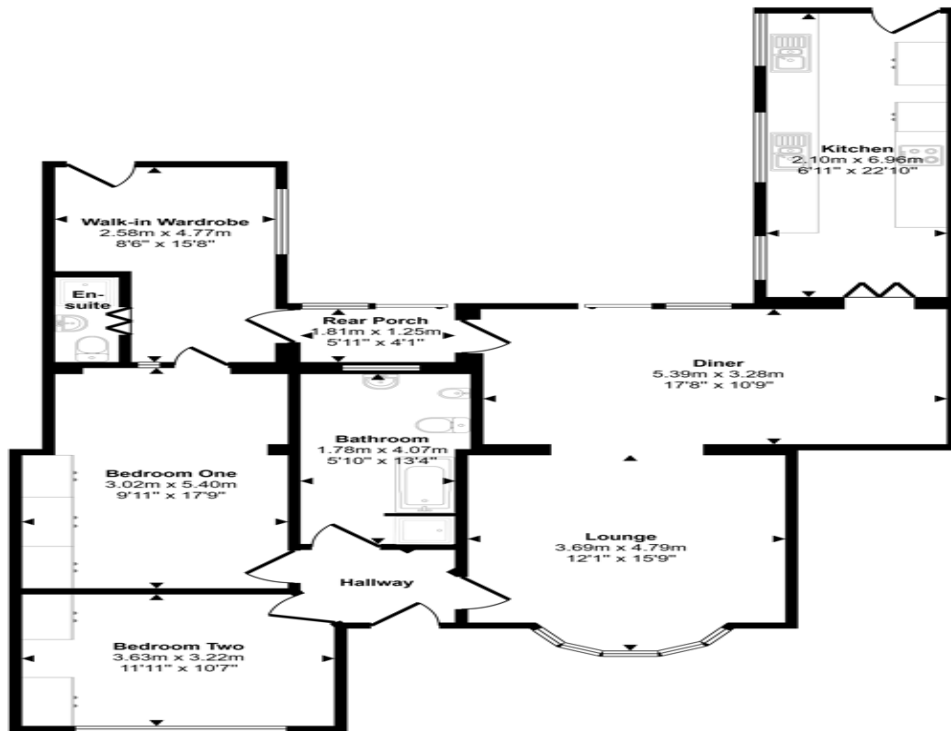 Kitchen
2.10m x 6.96m
6'11" x 22'10"
Walk-in Wardrobe
2.58m x 4.77m
8'6" x 15'8"
En-
suite
Rear Porch
1.81m x 1.25m
5'11" x 4'1"
Diner
5.39m x 3.28m
17'8" x 10'9"
Bathroom
1.78m x 4.07m
5'10" x 13'4"
Bedroom One
3.02m x 5.40m
9'11" x 17'9"
Lounge
3.69m x 4.79m
12'1" x 15'9"
Hallway
Bedroom Two
3.63m x 3.22m
11'11" x 10'7"